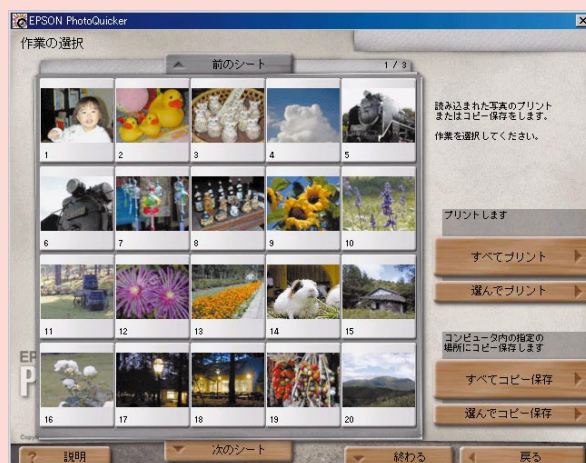 EPSON PhotoQuicker
作業の選択
前のシート
1 / 3
読み込まれた写真のプリント
またはコピー保存をします。
作業を選択してください。
1
2
3
4
5
6
7
8
9
10
プリントします
すべてプリント
選んでプリント
11
12
13
14
15
コンピュータ内の指定の
場所にコピー保存します
すべてコピー保存
選んでコピー保存
EP
P
16
17
18
19
20
Copyr
? 説明
次のシート
終わる
戻る